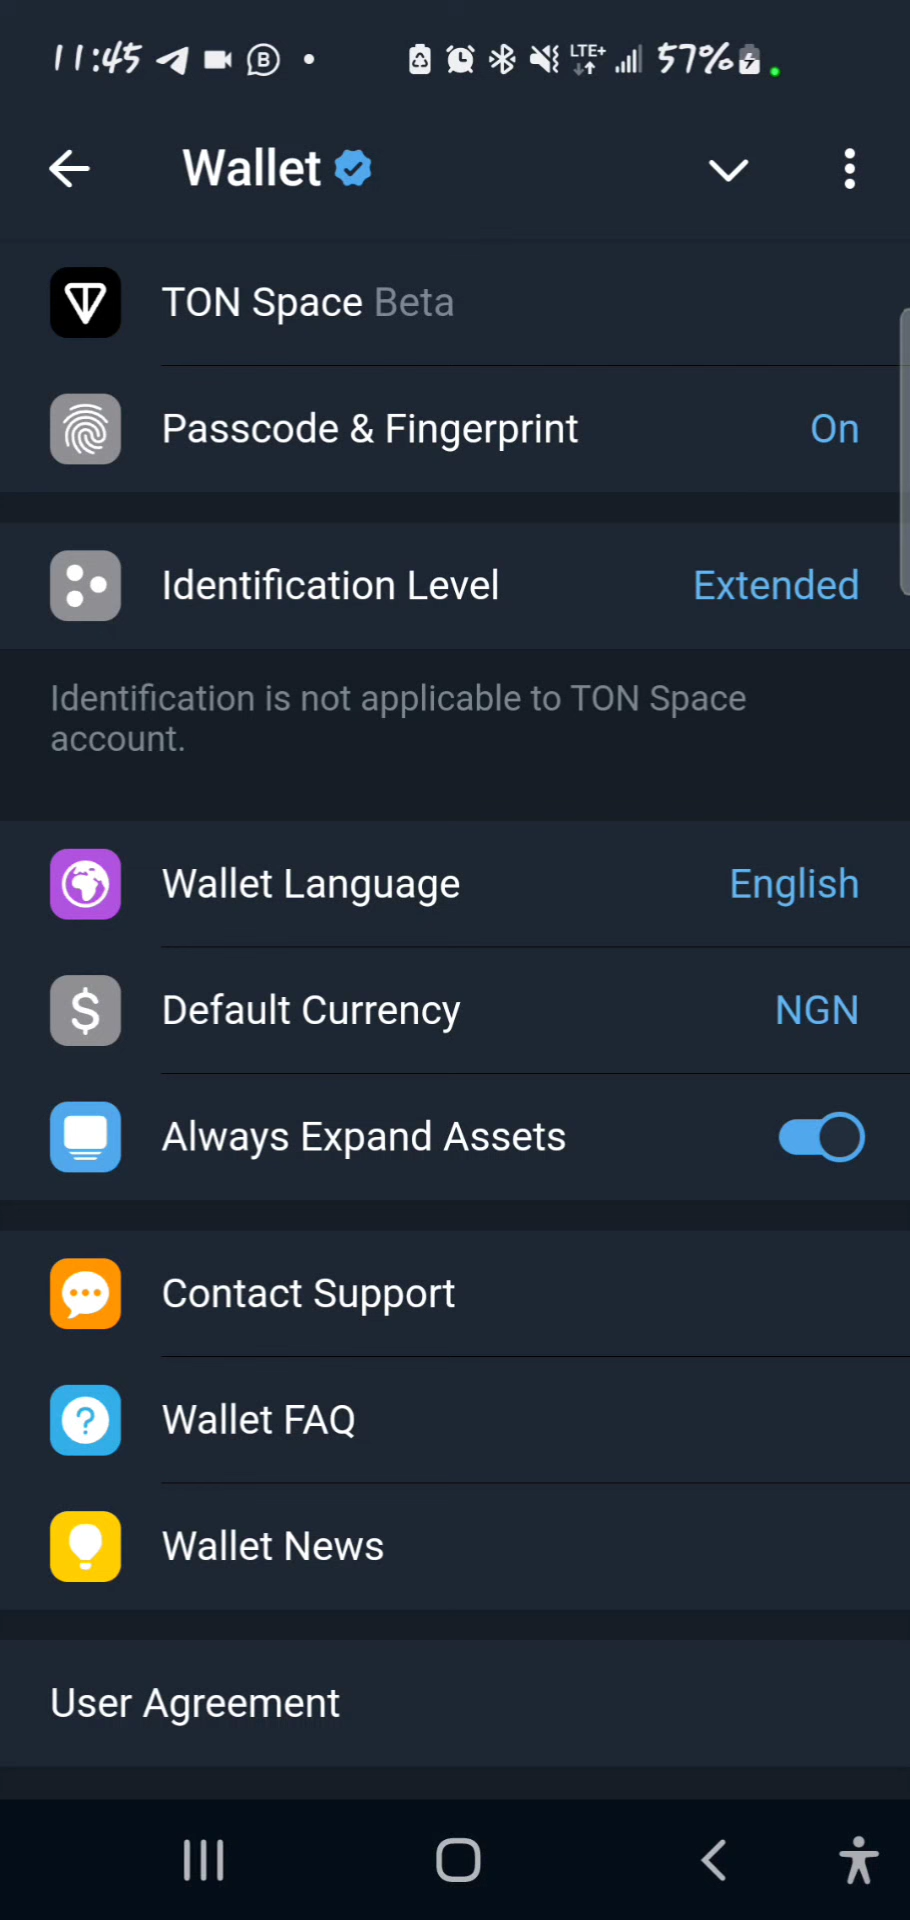 11:45 B LTE+ 57%
Wallet
TON Space Beta
Passcode & Fingerprint On
Identification Level Extended
Identification is not applicable to TON Space
account.
Wallet Language English
$ Default Currency NGN
Always Expand Assets
Contact Support
? Wallet FAQ
Wallet News
User Agreement